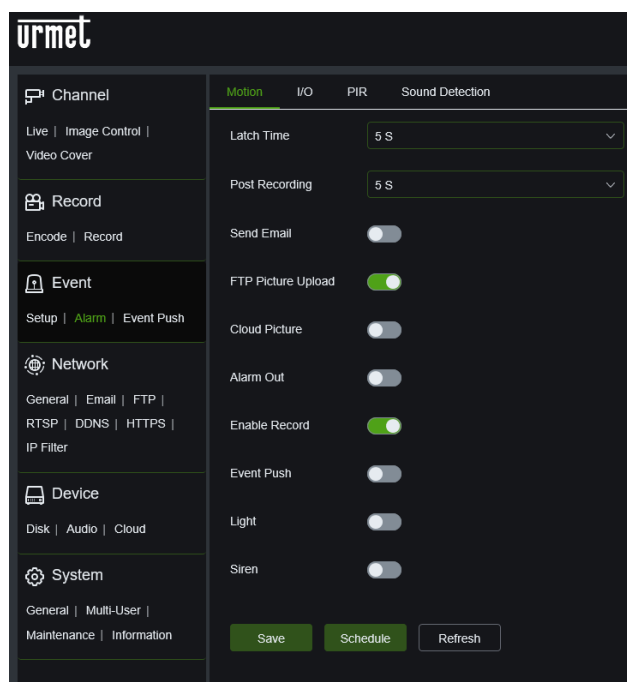 urmet
Channel
Live | Image Control |
Video Cover
Record
Encode | Record
Event
Setup | Alarm | Event Push
Network
General | Email | FTP |
RTSP | DDNS | HTTPS |
IP Filter
Device
Disk | Audio | Cloud
System
General | Multi-User |
Maintenance | Information
Motion I/O PIR Sound Detection
Latch Time 5 S
Post Recording 5 S
Send Email
FTP Picture Upload
Cloud Picture
Alarm Out
Enable Record
Event Push
Light
Siren
Save Schedule Refresh